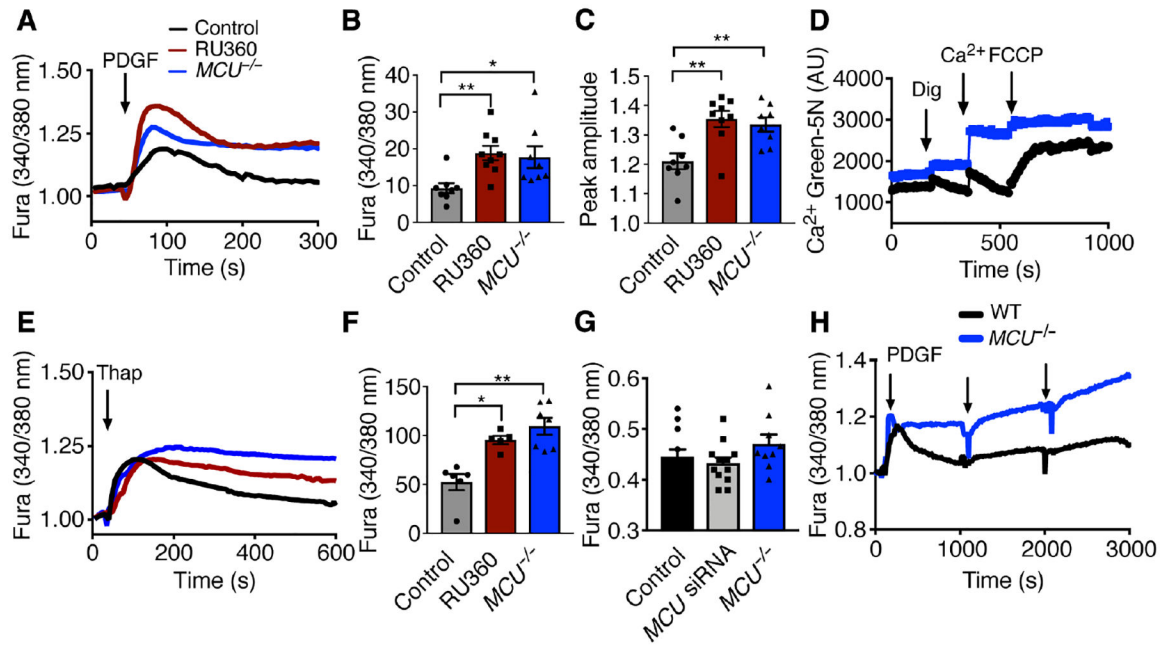 A
Control
RU360
MCU−/−
PDGF
Fura (340/380 nm)
1.50
1.25
1.00
0 100 200 300
Time (s)
B
Fura (340/380 nm)
40
30
20
10
0
*
**
Control
RU360
MCU−/−
C
Peak amplitude
1.5
1.4
1.3
1.2
1.1
1.0
**
**
Control
RU360
MCU−/−
D
Ca2+ Green-5N (AU)
Ca2+ FCCP
Dig
4000
3000
2000
1000
0 500 1000
Time (s)
E
Thap
Fura (340/380 nm)
1.50
1.25
1.00
0 200 400 600
Time (s)
F
Fura (340/380 nm)
150
100
50
0
**
*
Control
RU360
MCU−/−
G
Fura (340/380 nm)
0.6
0.5
0.4
0.3
Control
MCU siRNA
MCU−/−
H
WT
MCU−/−
PDGF
Fura (340/380 nm)
1.4
1.2
1.0
0.8
0 1000 2000 3000
Time (s)